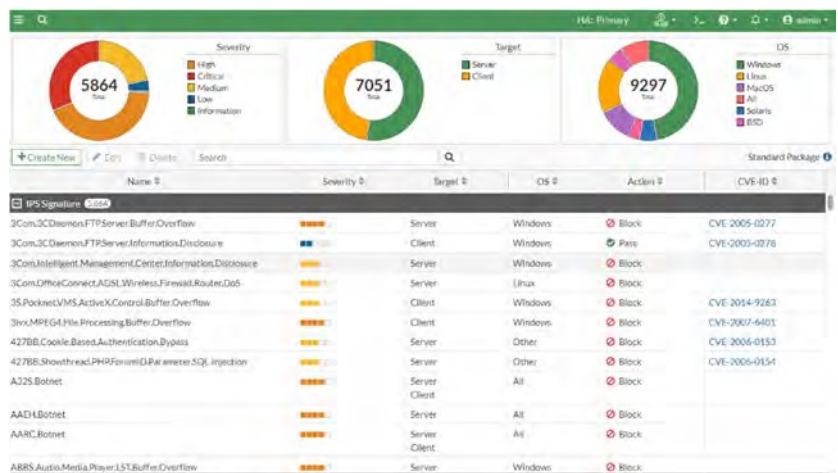 HA: Primary
admin
Severity
5864
Total
High
Critical
Medium
Low
Information
Target
7051
Total
Server
Client
OS
9297
Total
Windows
Linux
MacOS
All
Solaris
BSD
+ Create New Edit Delete Search Standard Package
Name Severity Target OS Action CVE-ID
IPS Signature 5,864
3Com.3CDaemon.FTP.Server.Buffer.Overflow Server Windows Block CVE-2005-0277
3Com.3CDaemon.FTP.Server.Information.Disclosure Client Windows Pass CVE-2005-0278
3Com.Intelligent.Management.Center.Information.Disclosure Server Windows Block
3Com.OfficeConnect.ADSL.Wireless.Firewall.Router.DoS Server Linux Block
3S.Pocknet.VMS.ActiveX.Control.Buffer.Overflow Client Windows Block CVE-2014-9263
3ivx.MPEG4.File.Processing.Buffer.Overflow Client Windows Block CVE-2007-6401
427BB.Cookie.Based.Authentication.Bypass Server Other Block CVE-2006-0153
427BB.Showthread.PHP.ForumID.Parameter.SQL.Injection Server Other Block CVE-2006-0154
AJ25.Botnet Server All Block
Client
AAEH.Botnet Server All Block
AARC.Botnet Server All Block
Client
ABBS.Audio.Media.Player.LST.Buffer.Overflow Server Windows Block